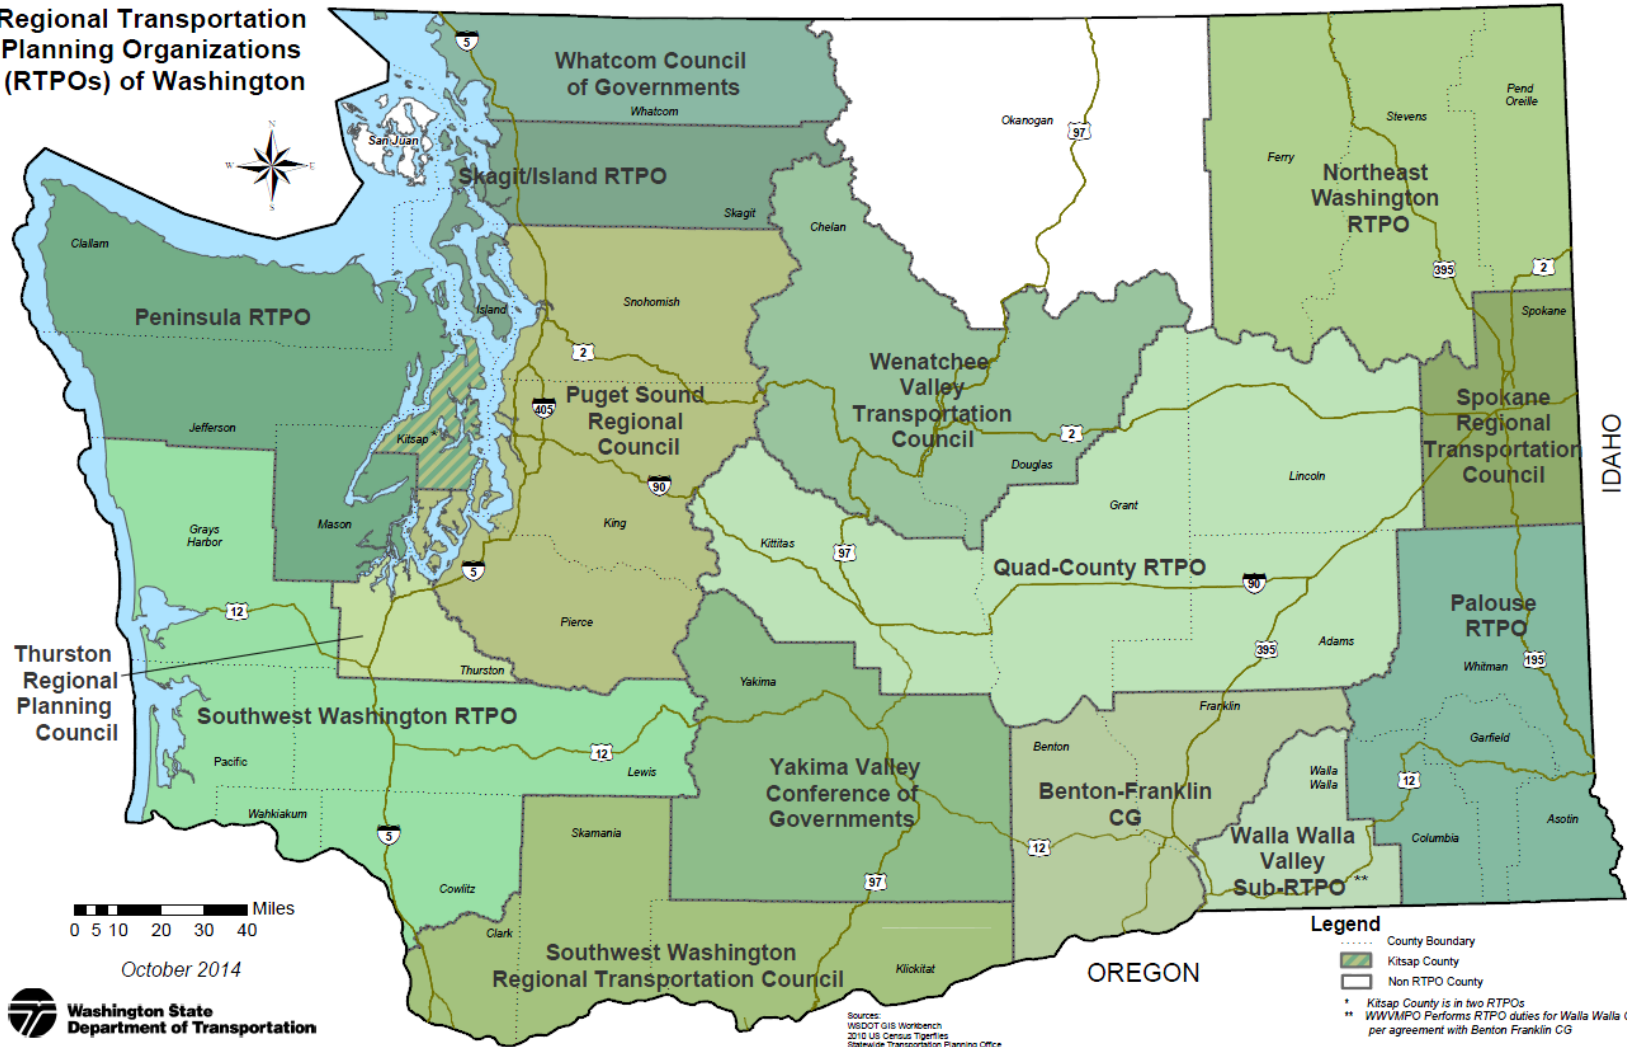 Regional Transportation
Planning Organizations
(RTPOs) of Washington
N
W
E
S
5
Whatcom Council
of Governments
Whatcom
San Juan
Skagit/Island RTPO
Skagit
Okanogan
97
Pend
Oreille
Stevens
Ferry
Northeast
Washington
RTPO
395
2
Chelan
Clallam
Peninsula RTPO
Island
Snohomish
2
Spokane
Wenatchee
Valley
Transportation
Council
405
Puget Sound
Regional
Council
Spokane
Regional
Transportation
Council
IDAHO
Jefferson
Kitsap *
2
Douglas
90
Lincoln
Grant
Grays
Harbor
Mason
King
Kittitas
97
5
Quad-County RTPO
90
12
Pierce
Palouse
RTPO
Whitman
195
Adams
395
Thurston
Regional
Planning
Council
Thurston
Yakima
Southwest Washington RTPO
Franklin
Garfield
Benton
12
Pacific
Lewis
Yakima Valley
Conference of
Governments
Walla
Walla
12
Benton-Franklin
CG
Wahkiakum
5
Skamania
12
Walla Walla
Valley
Sub-RTPO **
Columbia
Asotin
Cowlitz
97
Clark
Southwest Washington
Regional Transportation Council
Klickitat
OREGON
Miles
0 5 10 20 30 40
October 2014
Washington State
Department of Transportation
Sources:
WSDOT GIS Workbench
2010 US Census Tigerfiles
Statewide Transportation Planning Office
Legend
County Boundary
Kitsap County
Non RTPO County
* Kitsap County is in two RTPOs
** WWVMPO Performs RTPO duties for Walla Walla
per agreement with Benton Franklin CG